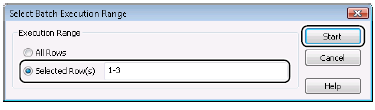 Select Batch Execution Range
Execution Range
Start
All Rows
Cancel
Selected Row(s) 1-3
Help